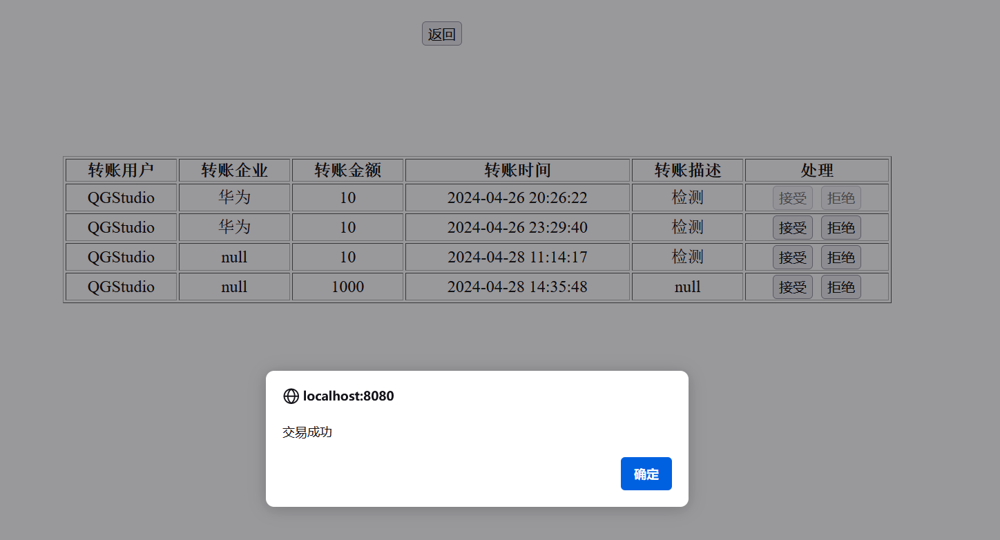 返回
转账用户 转账企业 转账金额 转账时间 转账描述 处理
QGStudio 华为 10 2024-04-26 20:26:22 检测 接受 拒绝
QGStudio 华为 10 2024-04-26 23:29:40 检测 接受 拒绝
QGStudio null 10 2024-04-28 11:14:17 检测 接受 拒绝
QGStudio null 1000 2024-04-28 14:35:48 null 接受 拒绝
localhost:8080
交易成功
确定